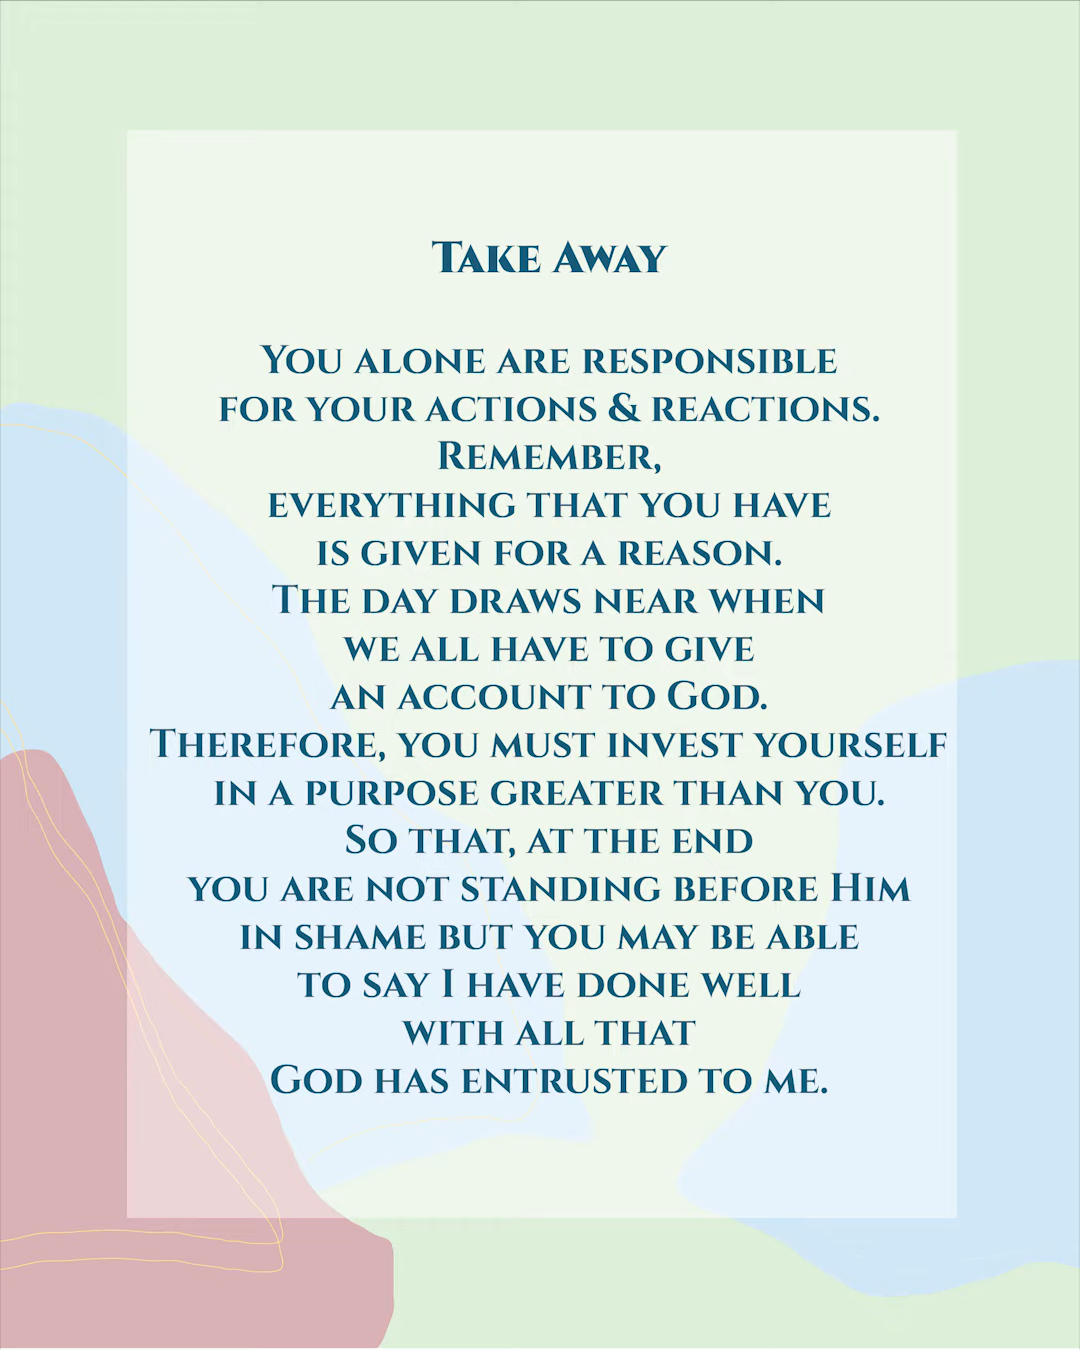 Take Away
You alone are responsible
for your actions & reactions.
Remember,
everything that you have
is given for a reason.
The day draws near when
we all have to give
an account to God.
Therefore, you must invest yourself
in a purpose greater than you.
So that, at the end
you are not standing before Him
in shame but you may be able
to say I have done well
with all that
God has entrusted to me.